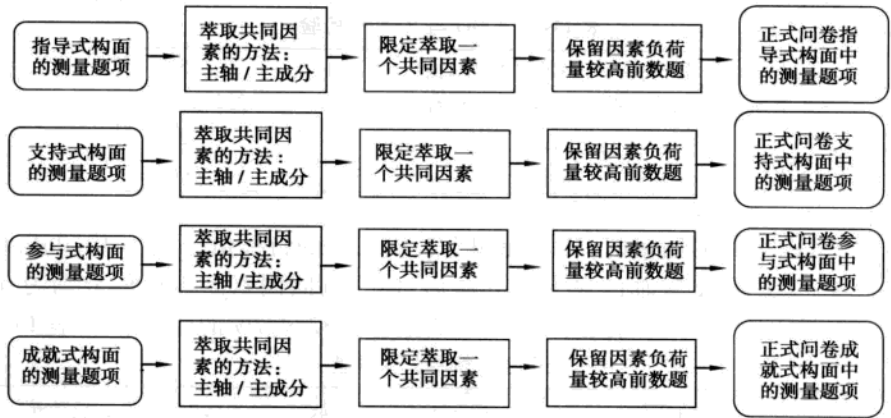 指导式构面
的测量题项
萃取共同因
素的方法：
主轴 / 主成分
限定萃取一
个共同因素
保留因素负荷
量较高前数题
正式问卷指
导式构面中
的测量题项
支持式构面
的测量题项
萃取共同因
素的方法：
主轴 / 主成分
限定萃取一
个共同因素
保留因素负荷
量较高前数题
正式问卷支
持式构面中
的测量题项
参与式构面
的测量题项
萃取共同因
素的方法：
主轴 /主成分
限定萃取一
个共同因素
保留因素负荷
量较高前数题
正式问卷参
与式构面中
的测量题项
成就式构面
的测量题项
萃取共同因
素的方法：
主轴 / 主成分
限定萃取一
个共同因素
保留因素负荷
量较高前数题
正式问卷成
就式构面中
的测量题项